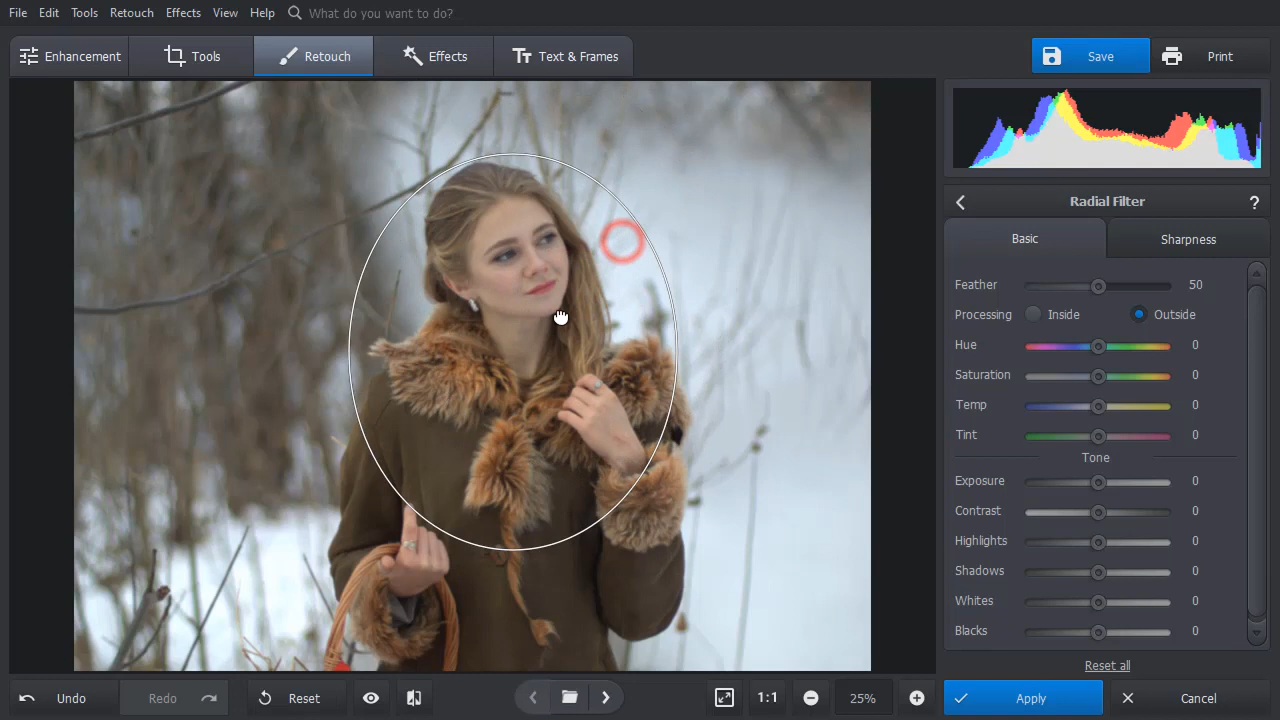 File Edit Tools Retouch Effects View Help What do you want to do?
Enhancement Tools Retouch Effects Text & Frames Save Print
Radial Filter ?
Basic Sharpness
Feather 50
Processing Inside Outside
Hue 0
Saturation 0
Temp 0
Tint 0
Tone
Exposure 0
Contrast 0
Highlights 0
Shadows 0
Whites 0
Blacks 0
Reset all
Undo Redo Reset 1:1 25% Apply Cancel